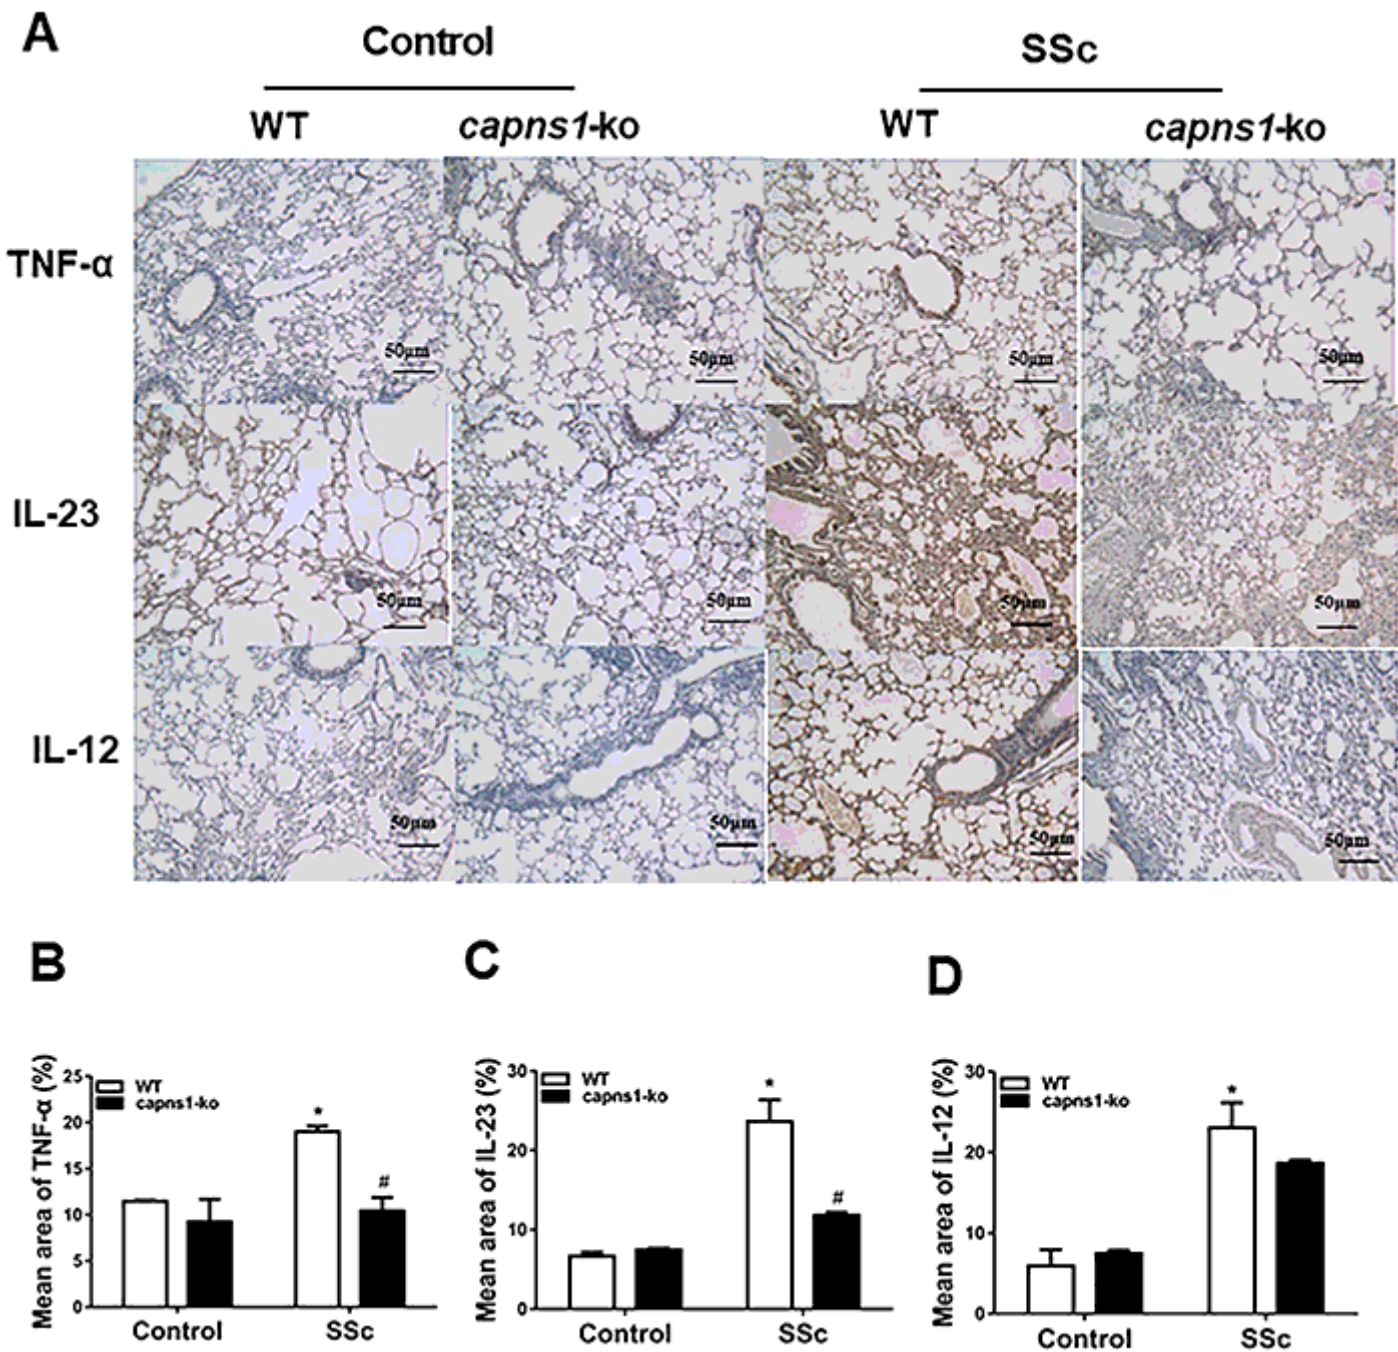 A
Control
SSc
WT
capns1-ko
WT
capns1-ko
TNF-α
50μm
50μm
50μm
50μm
IL-23
50μm
50μm
50μm
50μm
IL-12
50μm
50μm
50μm
50μm
B
Mean area of TNF-α (%)
25
20
15
10
5
0
WT
capns1-ko
*
#
Control
SSc
C
Mean area of IL-23 (%)
30
20
10
0
WT
capns1-ko
*
#
Control
SSc
D
Mean area of IL-12 (%)
30
20
10
0
WT
capns1-ko
*
Control
SSc